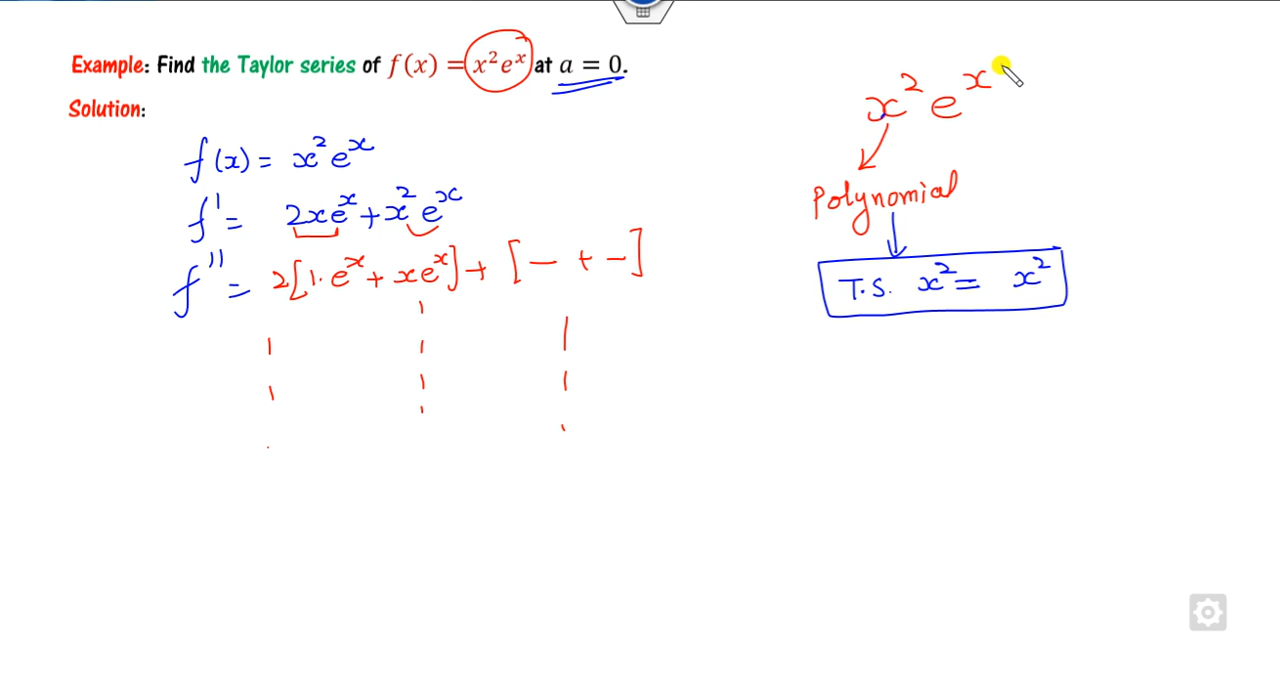 Example: Find the Taylor series of f(x) = x²eˣ at a = 0.
Solution:
f(x) = x²eˣ
f' = 2xeˣ + x²eˣ
f'' = 2[1·eˣ + xeˣ] + [− + −]
x²eˣ
Polynomial
T.S. x² = x²